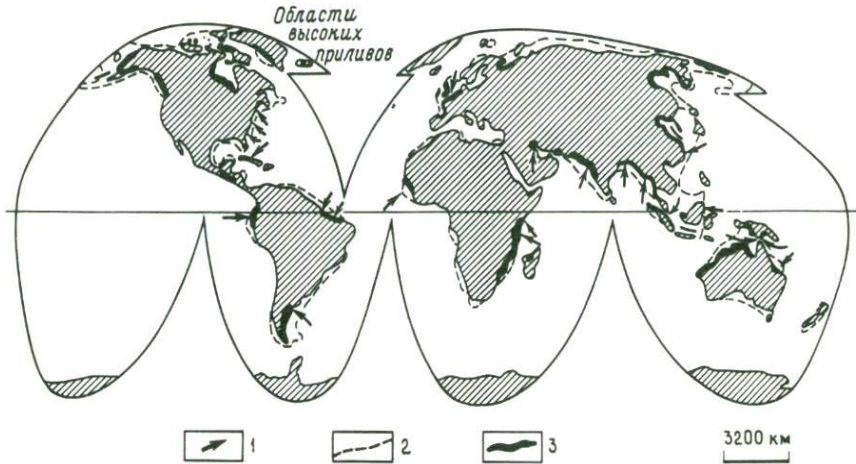 Области
высоких
приливов
1
2
3
3200 км